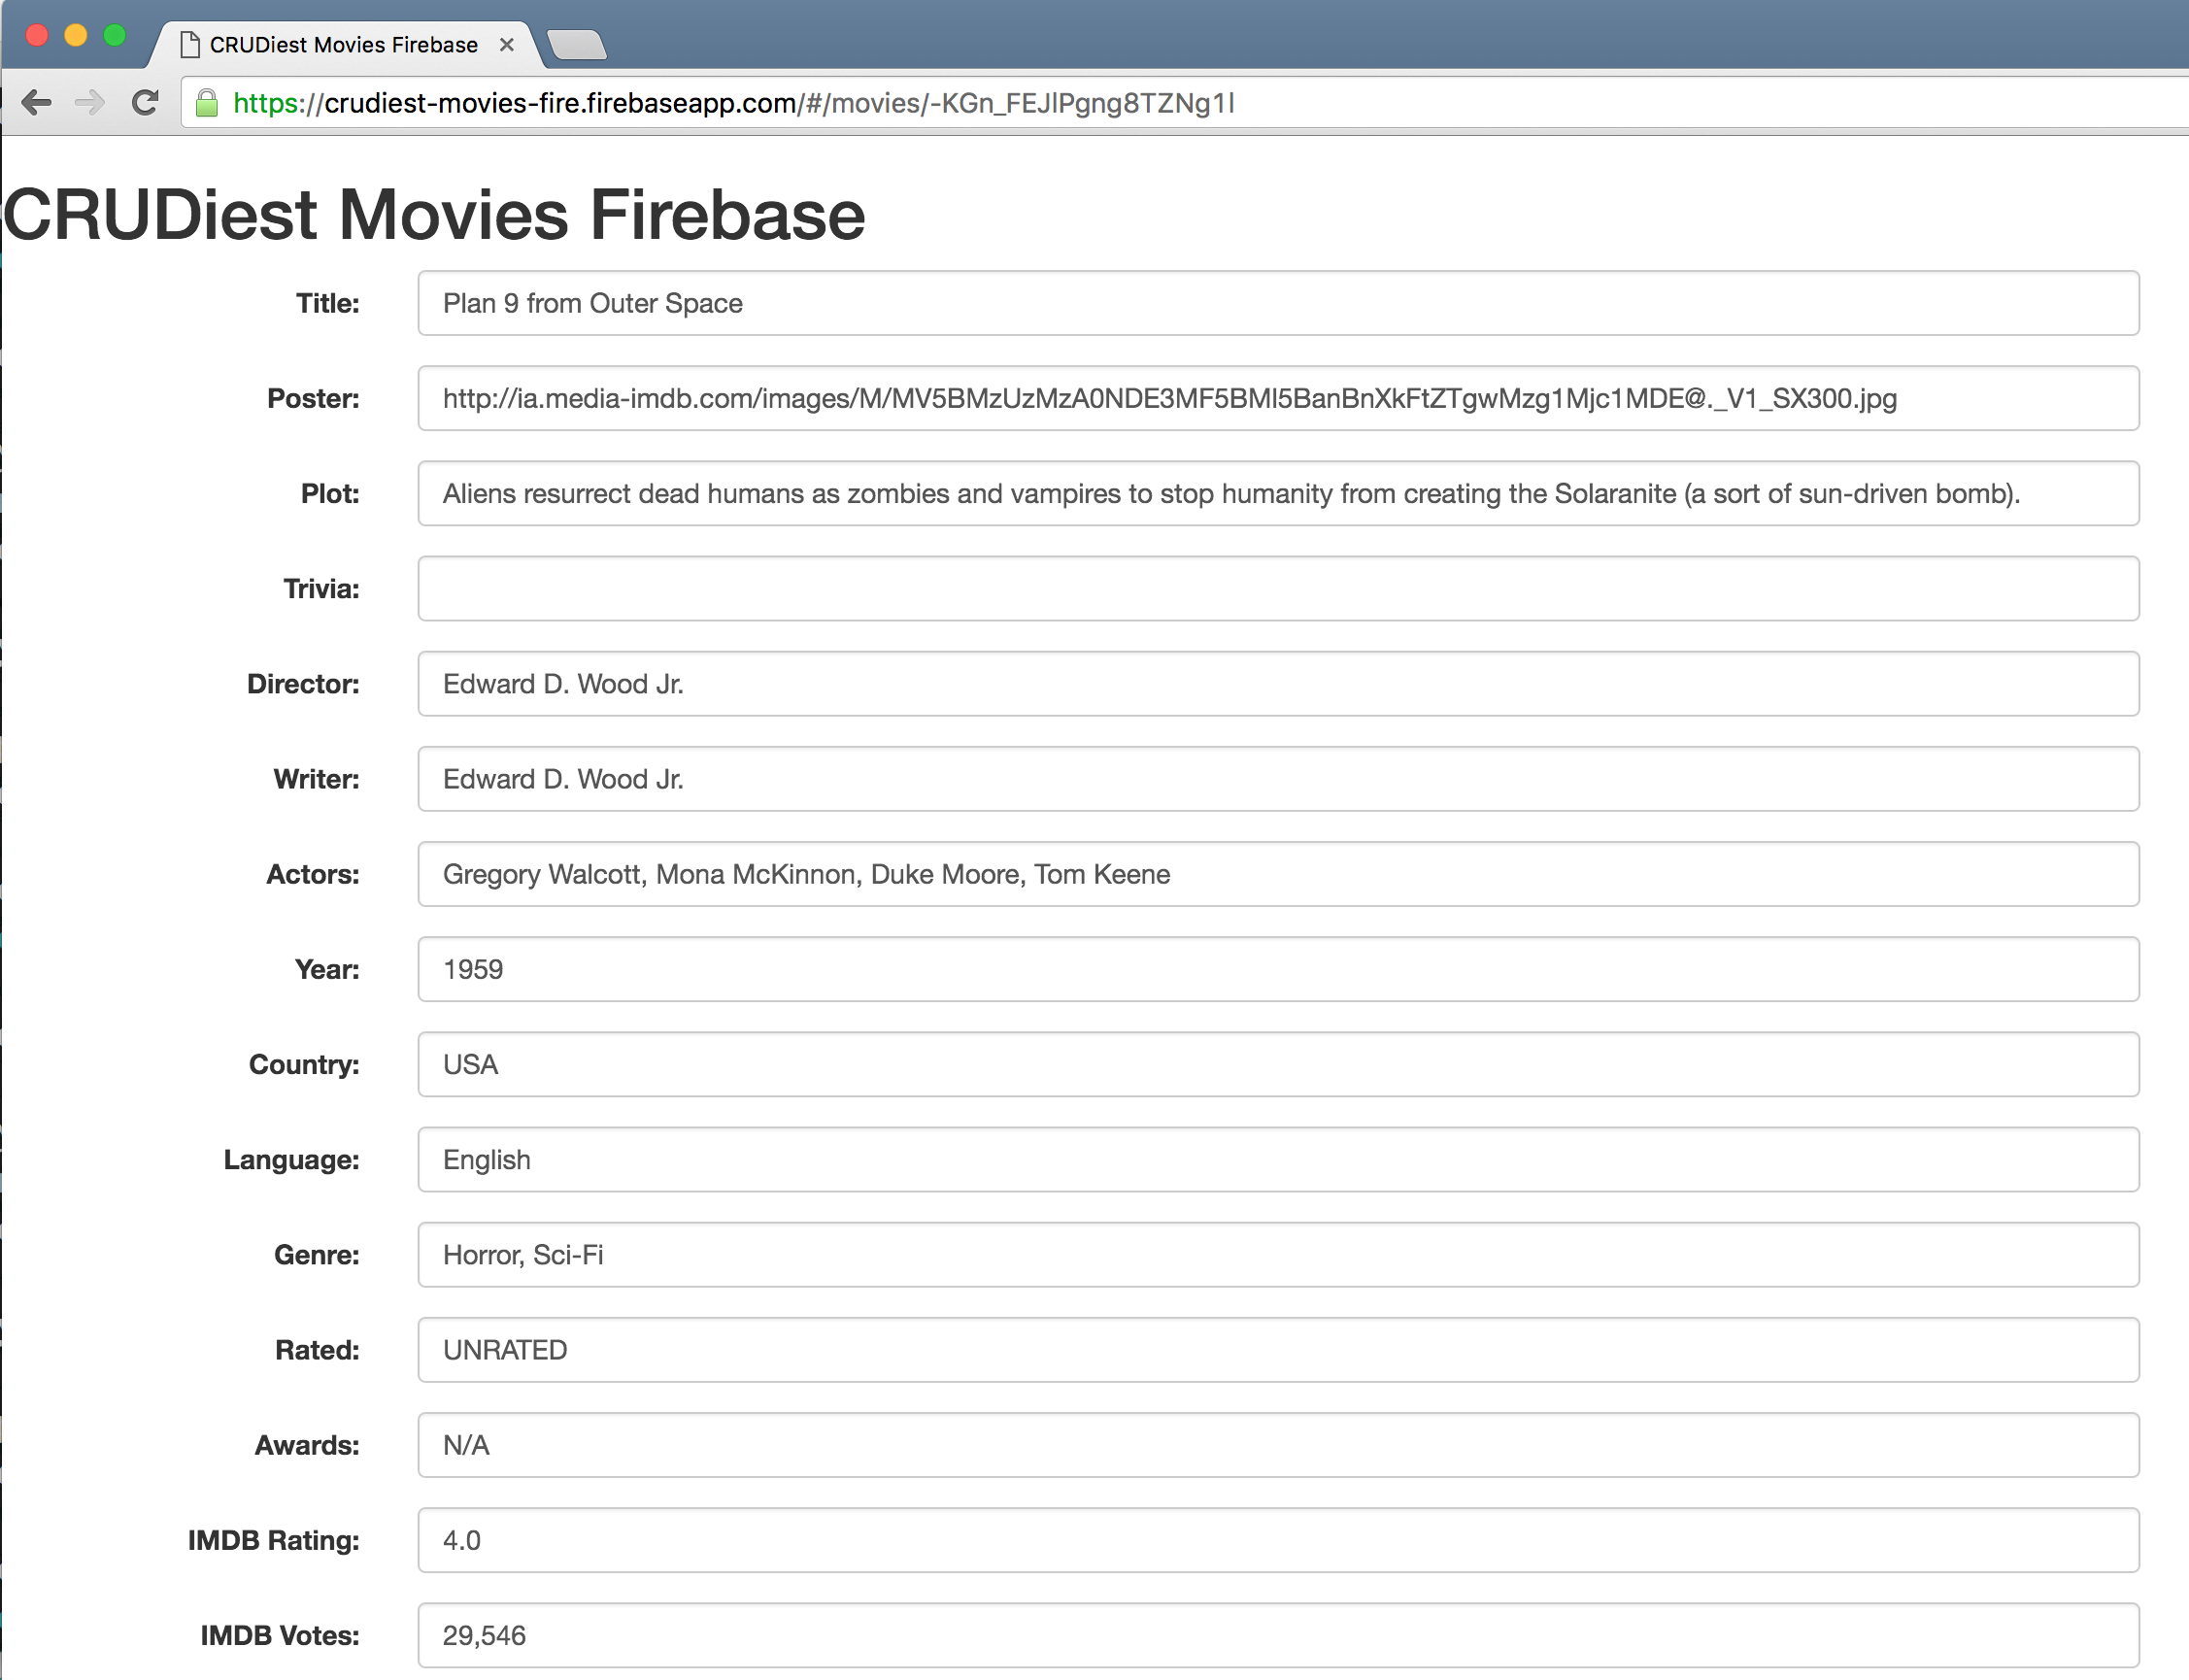 CRUDiest Movies Firebase
https://crudiest-movies-fire.firebaseapp.com/#/movies/-KGn_FEJlPgng8TZNg1l
CRUDiest Movies Firebase
Title: Plan 9 from Outer Space
Poster: http://ia.media-imdb.com/images/M/MV5BMzUzMzA0NDE3MF5BMl5BanBnXkFtZTgwMzg1Mjc1MDE@._V1_SX300.jpg
Plot: Aliens resurrect dead humans as zombies and vampires to stop humanity from creating the Solaranite (a sort of sun-driven bomb).
Trivia:
Director: Edward D. Wood Jr.
Writer: Edward D. Wood Jr.
Actors: Gregory Walcott, Mona McKinnon, Duke Moore, Tom Keene
Year: 1959
Country: USA
Language: English
Genre: Horror, Sci-Fi
Rated: UNRATED
Awards: N/A
IMDB Rating: 4.0
IMDB Votes: 29,546